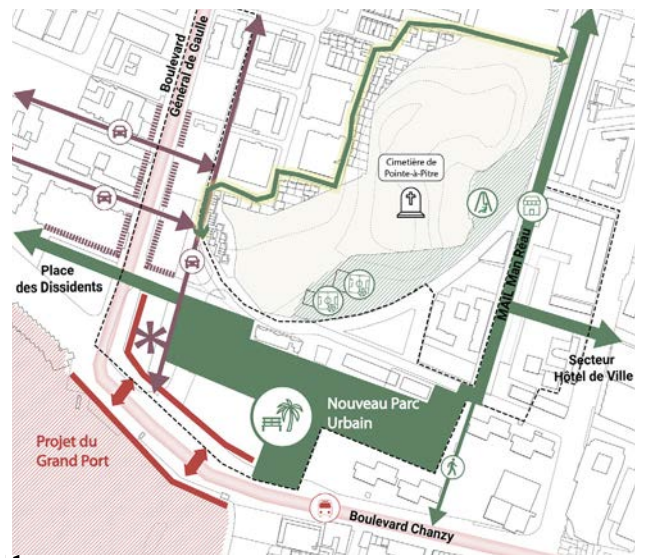 Boulevard
Général de Gaulle
Cimetière de
Pointe-à-Pitre
MAIL Man Réau
Place
des Dissidents
Secteur
Hôtel de Ville
Nouveau Parc
Urbain
Projet du
Grand Port
Boulevard Chanzy